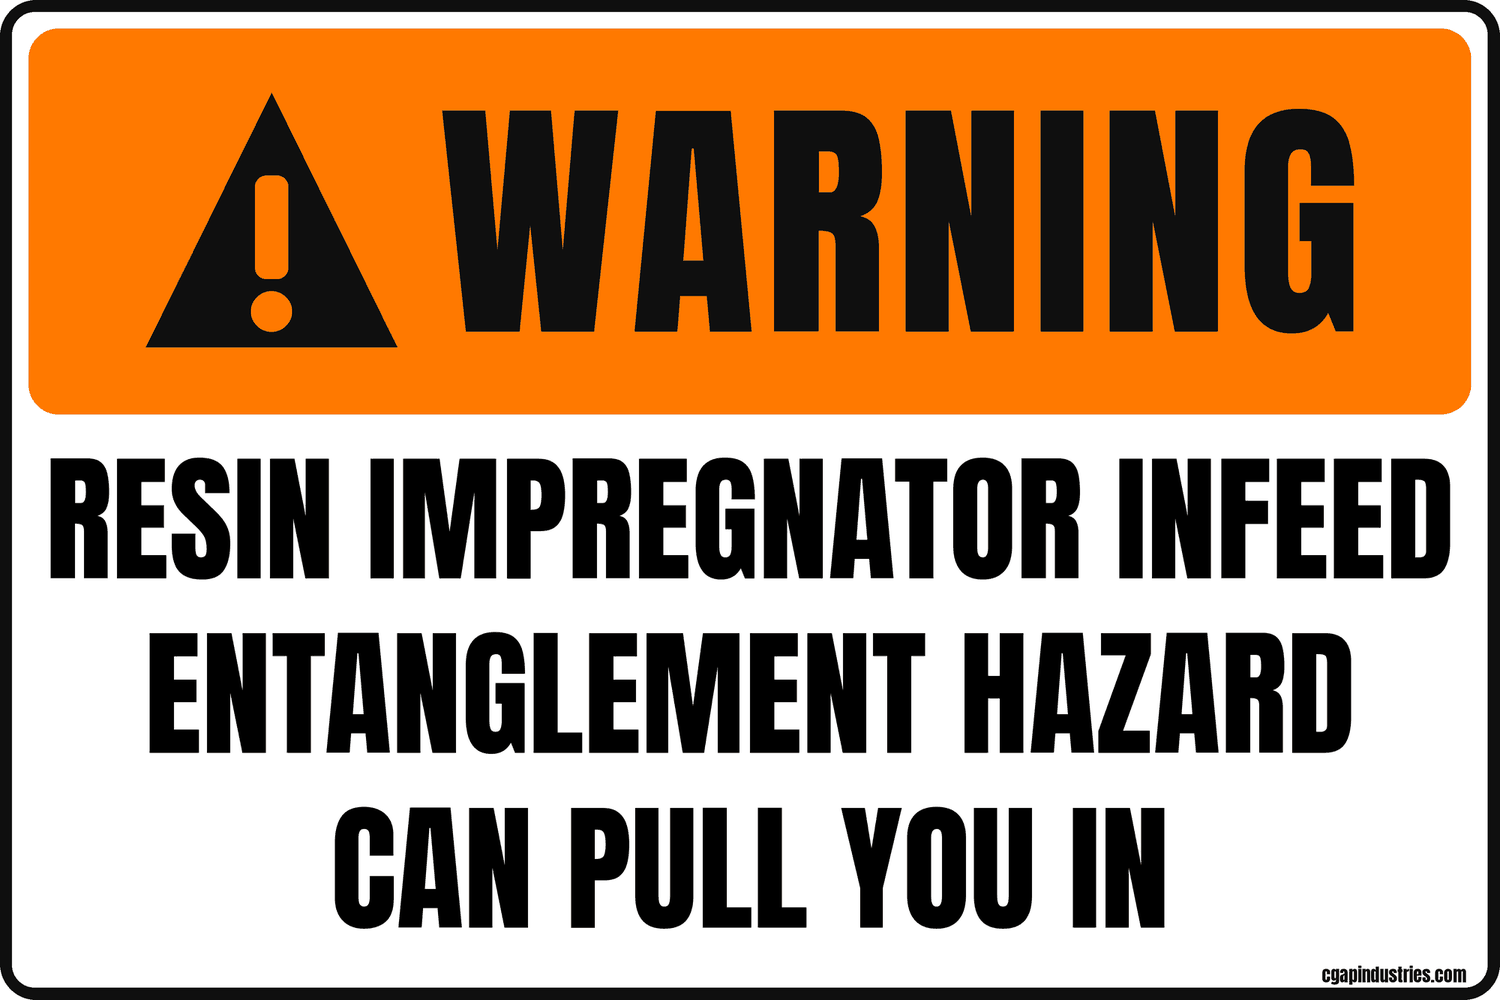 WARNING
RESIN IMPREGNATOR INFEED
ENTANGLEMENT HAZARD
CAN PULL YOU IN
cgapindustries.com